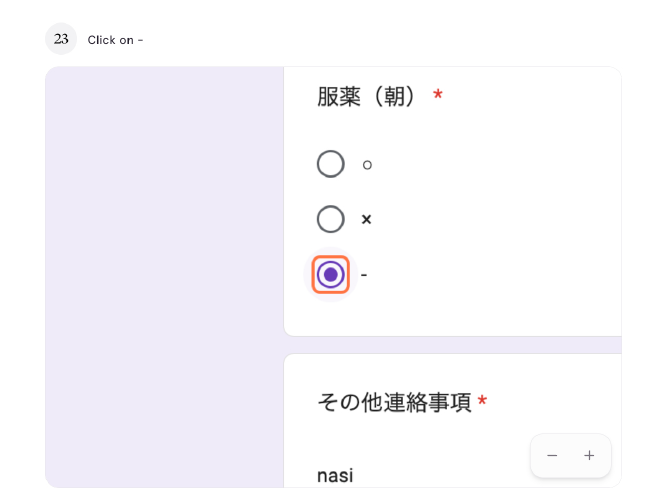 23 Click on -
服薬（朝） *
○
×
-
その他連絡事項 *
nasi
− +